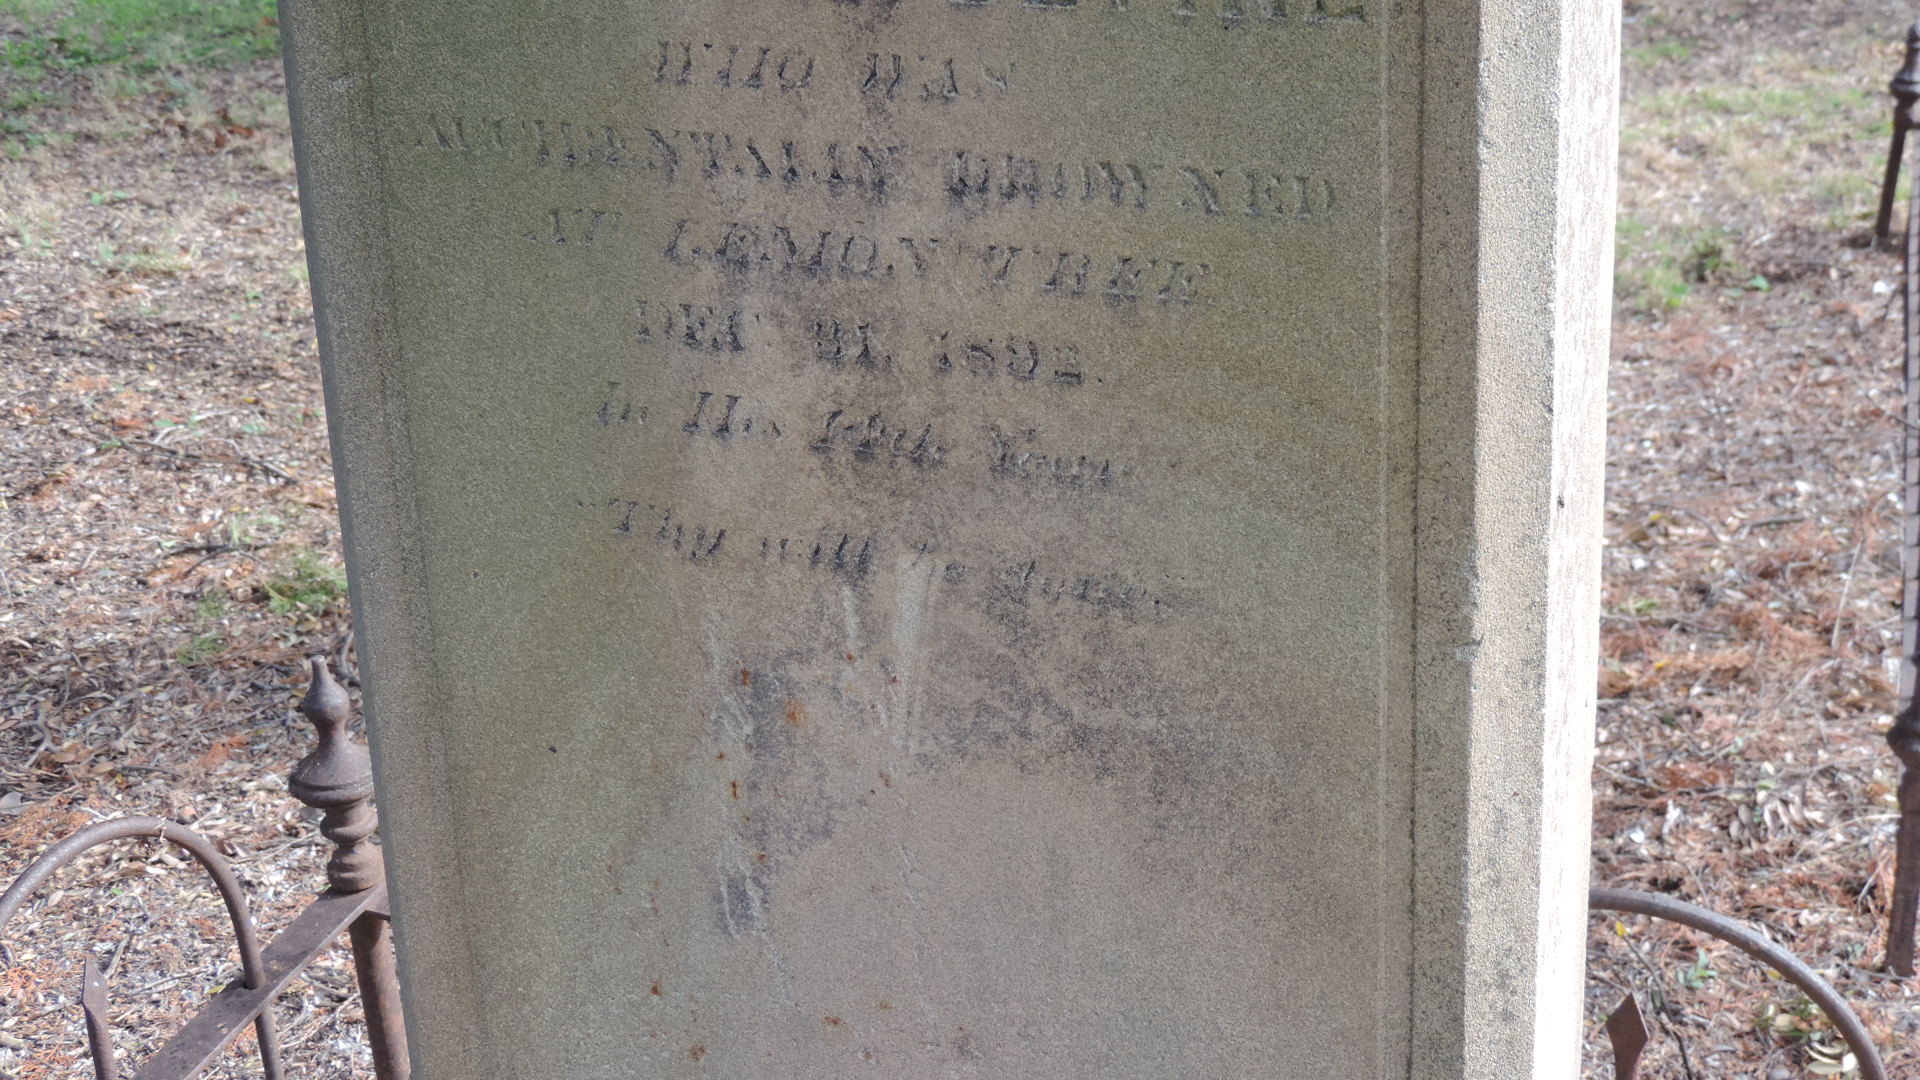 WHO WAS
ACCIDENTALLY DROWNED
AT LEMON TREE
DEC. 31, 1892.
In His 14th Year
"Thy will be done."